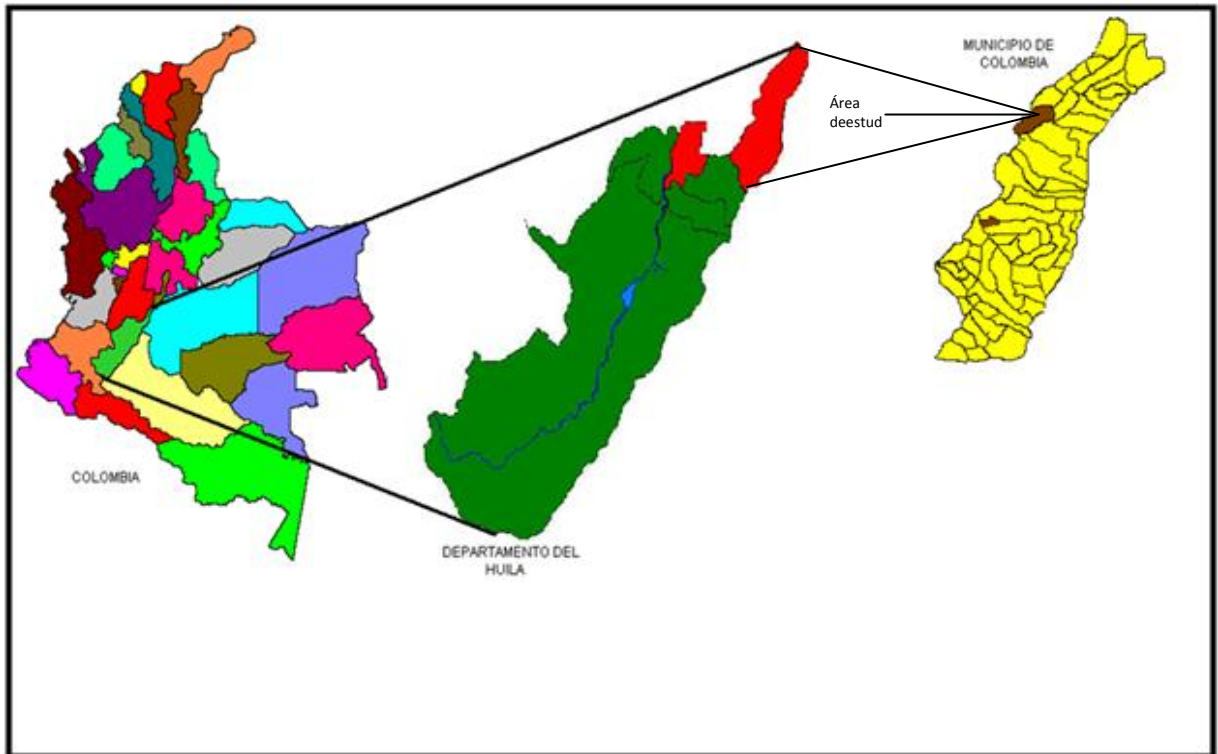 MUNICIPIO DE
COLOMBIA
Área
deestud
COLOMBIA
DEPARTAMENTO DEL
HUILA